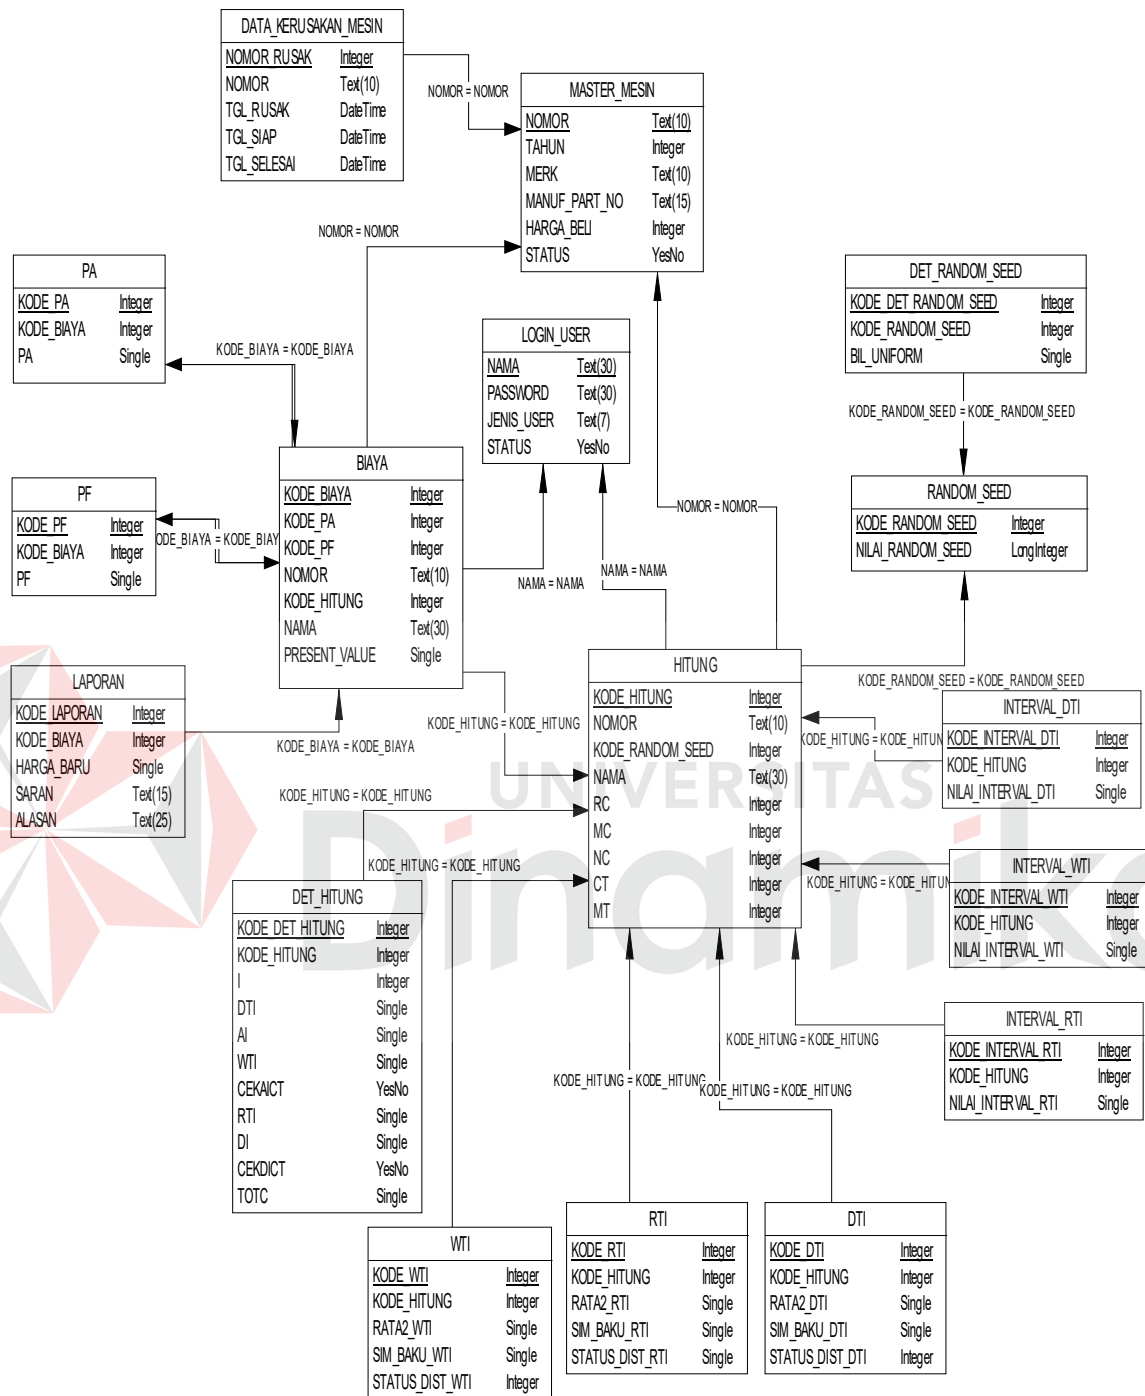 DATA_KERUSAKAN_MESIN
NOMOR_RUSAK Integer
NOMOR Text(10)
TGL_RUSAK DateTime
TGL_SIAP DateTime
TGL_SELESAI DateTime
NOMOR = NOMOR
MASTER_MESIN
NOMOR Text(10)
TAHUN Integer
MERK Text(10)
MANUF_PART_NO Text(15)
HARGA_BELI Integer
STATUS YesNo
NOMOR = NOMOR
PA
KODE_PA Integer
KODE_BIAYA Integer
PA Single
KODE_BIAYA = KODE_BIAYA
LOGIN_USER
NAMA Text(30)
PASSWORD Text(30)
JENIS_USER Text(7)
STATUS YesNo
DET_RANDOM_SEED
KODE_DET_RANDOM_SEED Integer
KODE_RANDOM_SEED Integer
BIL_UNIFORM Single
KODE_RANDOM_SEED = KODE_RANDOM_SEED
PF
KODE_PF Integer
KODE_BIAYA Integer
PF Single
ODE_BIAYA = KODE_BIAY
BIAYA
KODE_BIAYA Integer
KODE_PA Integer
KODE_PF Integer
NOMOR Text(10)
KODE_HITUNG Integer
NAMA Text(30)
PRESENT_VALUE Single
RANDOM_SEED
KODE_RANDOM_SEED Integer
NILAI_RANDOM_SEED LongInteger
NOMOR = NOMOR
NAMA = NAMA
NAMA = NAMA
LAPORAN
KODE_LAPORAN Integer
KODE_BIAYA Integer
HARGA_BARU Single
SARAN Text(15)
ALASAN Text(25)
KODE_BIAYA = KODE_BIAYA
KODE_HITUNG = KODE_HITUNG
HITUNG
KODE_HITUNG Integer
NOMOR Text(10)
KODE_RANDOM_SEED Integer
NAMA Text(30)
RC Integer
MC Integer
NC Integer
CT Integer
MT Integer
KODE_RANDOM_SEED = KODE_RANDOM_SEED
INTERVAL_DTI
KODE_INTERVAL_DTI Integer
KODE_HITUNG Integer
NILAI_INTERVAL_DTI Single
KODE_HITUNG = KODE_HITUN
UNIVERSITAS
Dinamika
KODE_HITUNG = KODE_HITUNG
KODE_HITUNG = KODE_HITUNG
INTERVAL_WTI
KODE_INTERVAL_WTI Integer
KODE_HITUNG Integer
NILAI_INTERVAL_WTI Single
KODE_HITUNG = KODE_HITUN
DET_HITUNG
KODE_DET_HITUNG Integer
KODE_HITUNG Integer
I Integer
DTI Single
AI Single
WTI Single
CEKAICT YesNo
RTI Single
DI Single
CEKDICT YesNo
TOTC Single
INTERVAL_RTI
KODE_INTERVAL_RTI Integer
KODE_HITUNG Integer
NILAI_INTERVAL_RTI Single
KODE_HITUNG = KODE_HITUNG
KODE_HITUNG = KODE_HITUNG
KODE_HITUNG = KODE_HITUNG
WTI
KODE_WTI Integer
KODE_HITUNG Integer
RATA2_WTI Single
SIM_BAKU_WTI Single
STATUS_DIST_WTI Integer
RTI
KODE_RTI Integer
KODE_HITUNG Integer
RATA2_RTI Single
SIM_BAKU_RTI Single
STATUS_DIST_RTI Single
DTI
KODE_DTI Integer
KODE_HITUNG Integer
RATA2_DTI Single
SIM_BAKU_DTI Single
STATUS_DIST_DTI Integer